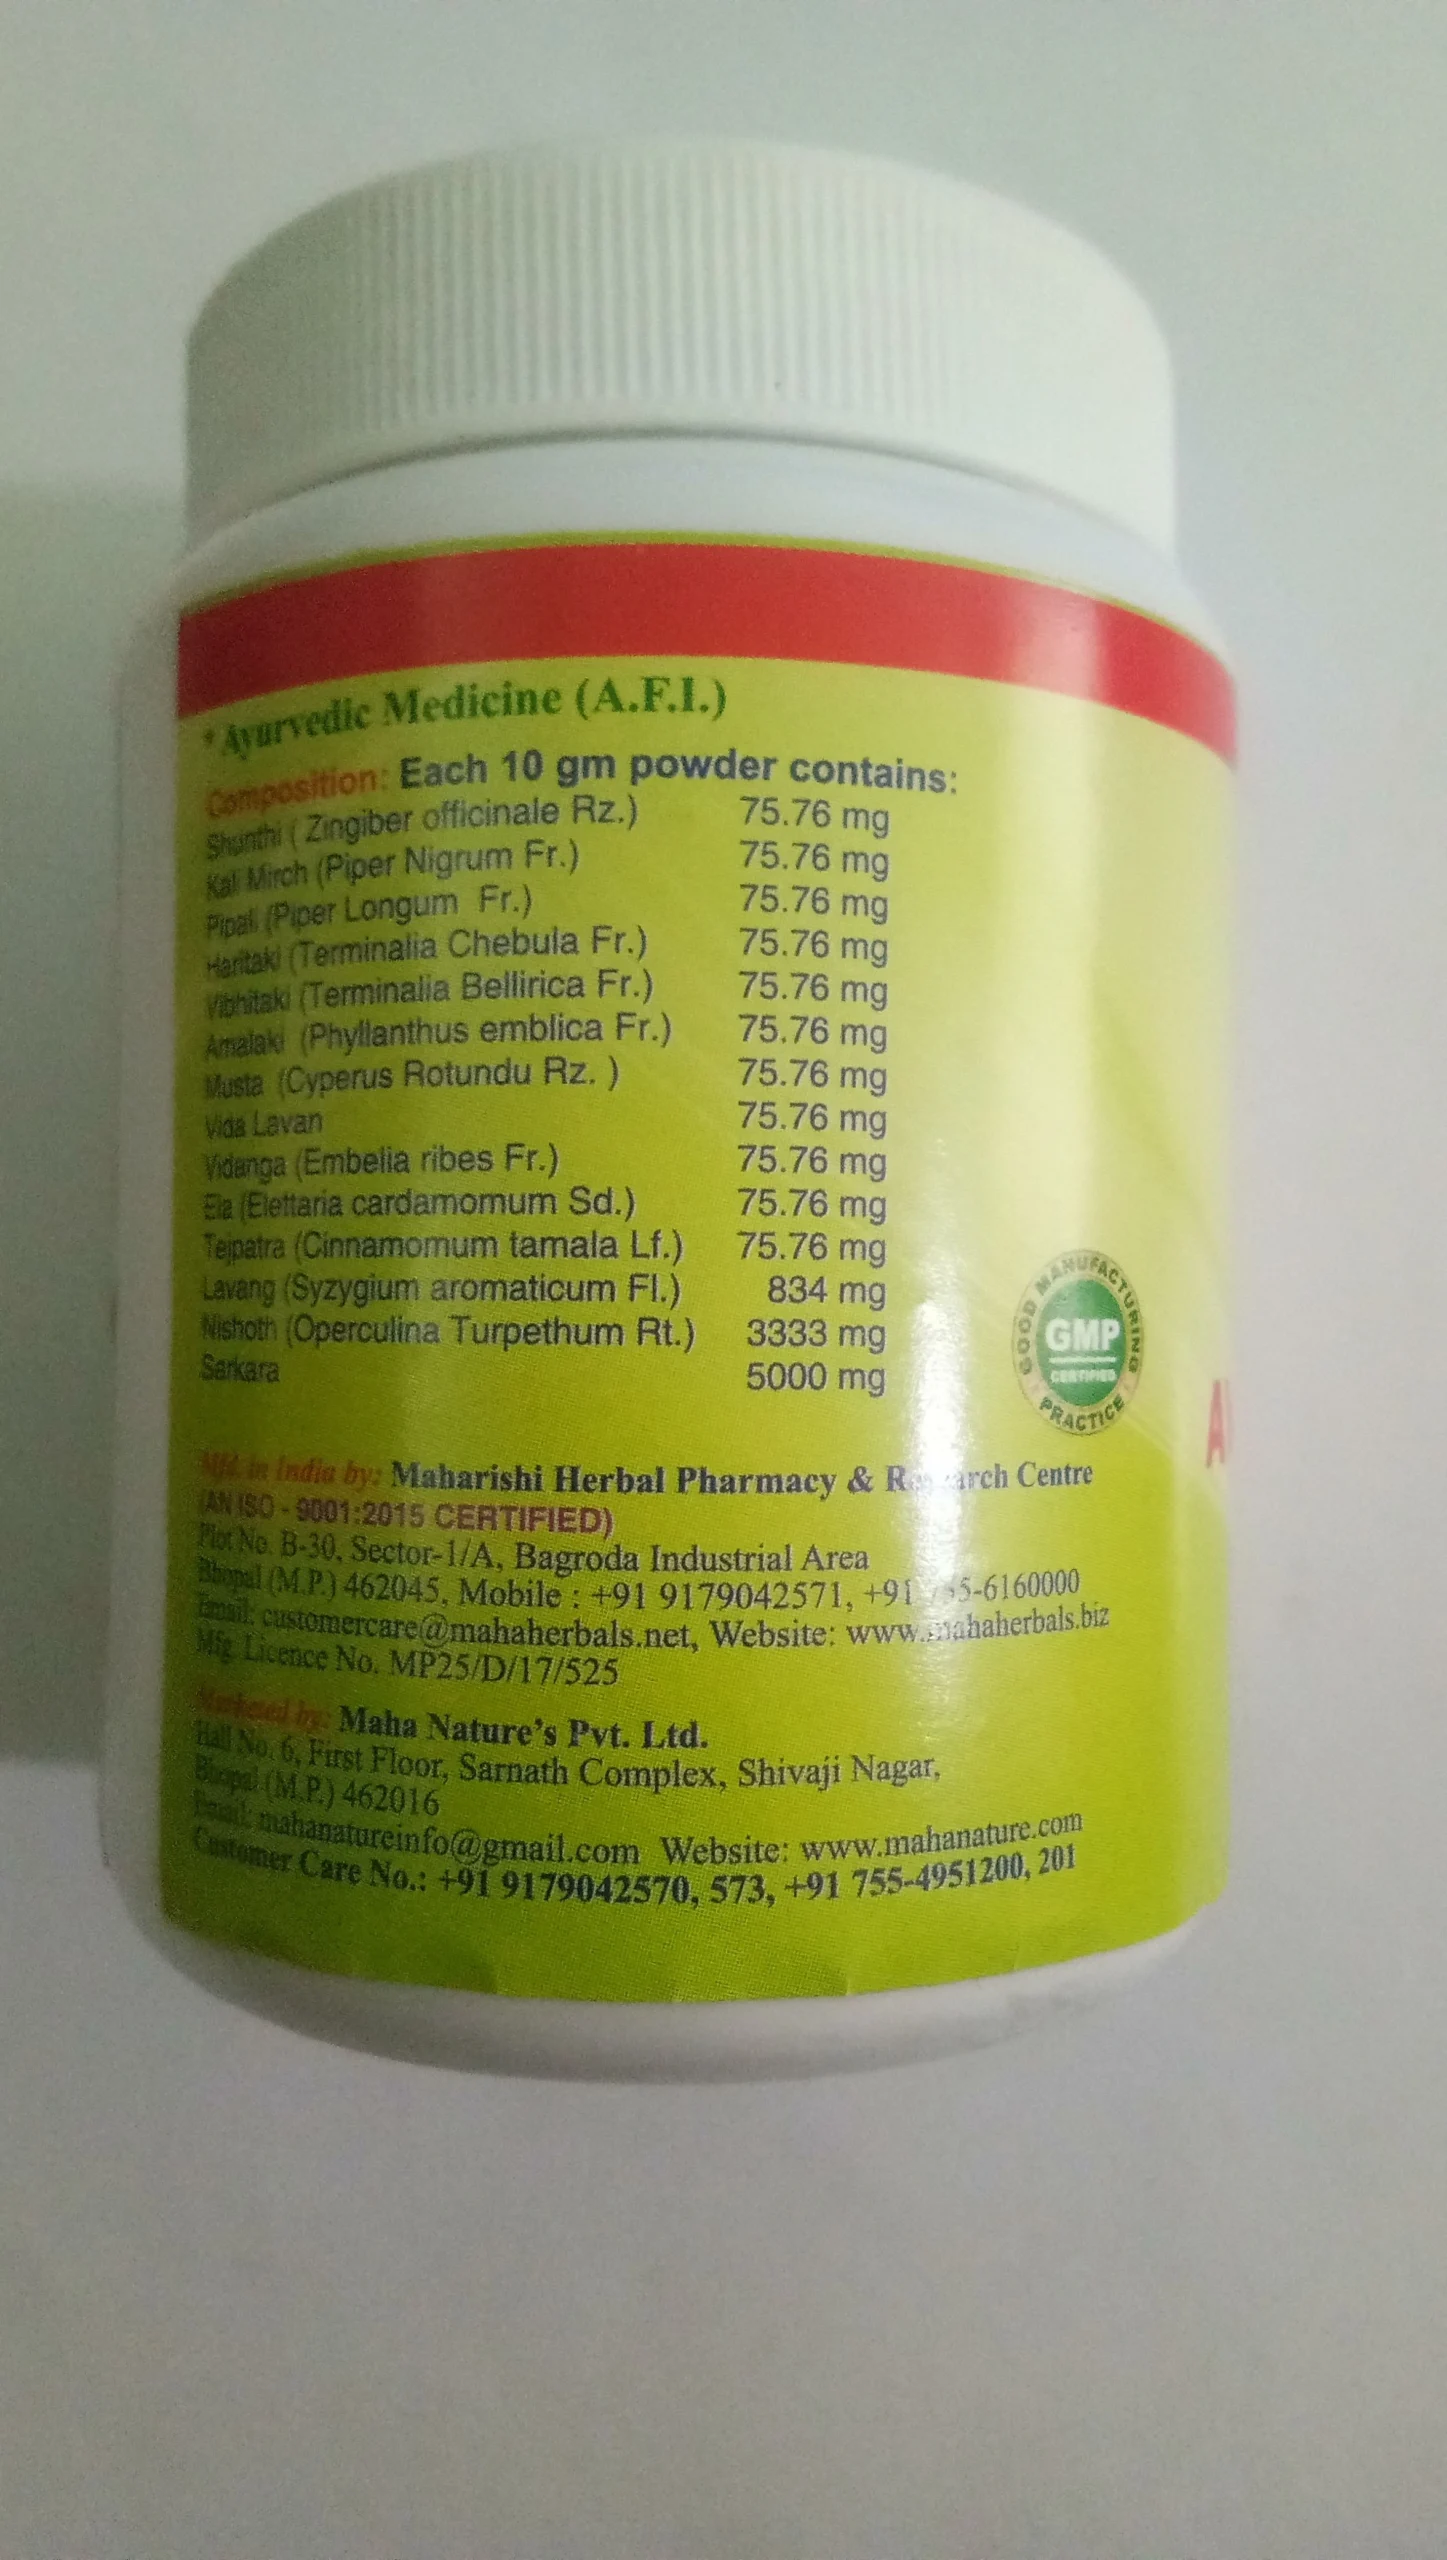 * Ayurvedic Medicine (A.F.I.)
Composition: Each 10 gm powder contains:
Shunthi ( Zingiber officinale Rz.) 75.76 mg
Kali Mirch (Piper Nigrum Fr.) 75.76 mg
Pipali (Piper Longum Fr.) 75.76 mg
Haritaki (Terminalia Chebula Fr.) 75.76 mg
Vibhitaki (Terminalia Bellirica Fr.) 75.76 mg
Amalaki (Phyllanthus emblica Fr.) 75.76 mg
Musta (Cyperus Rotundu Rz. ) 75.76 mg
Vida Lavan 75.76 mg
Vidanga (Embelia ribes Fr.) 75.76 mg
Ela (Elettaria cardamomum Sd.) 75.76 mg
Tejpatra (Cinnamomum tamala Lf.) 75.76 mg
Lavang (Syzygium aromaticum Fl.) 834 mg
Nishoth (Operculina Turpethum Rt.) 3333 mg
Sarkara 5000 mg
GOOD MANUFACTURING
GMP
CERTIFIED
PRACTICE
Mfd. in India by: Maharishi Herbal Pharmacy & Centre
(AN ISO - 9001:2015 CERTIFIED)
Plot No. B-30, Sector-1/A, Bagroda Industrial Area
Bhopal (M.P.) 462045, Mobile : +91 9179042571, +91
Email: customercare@mahaherbals.net, Website: www.mahaherbals.biz
Mfg. Licence No. MP25/D/17/525
Marketed by: Maha Nature's Pvt. Ltd.
Hall No. 6, First Floor, Sarnath Complex, Shivaji Nagar,
Bhopal (M.P.) 462016
Email: mahanatureinfo@gmail.com Website: www.mahanature.com
Customer Care No.: +91 9179042570, 573, +91 755-4951200, 201